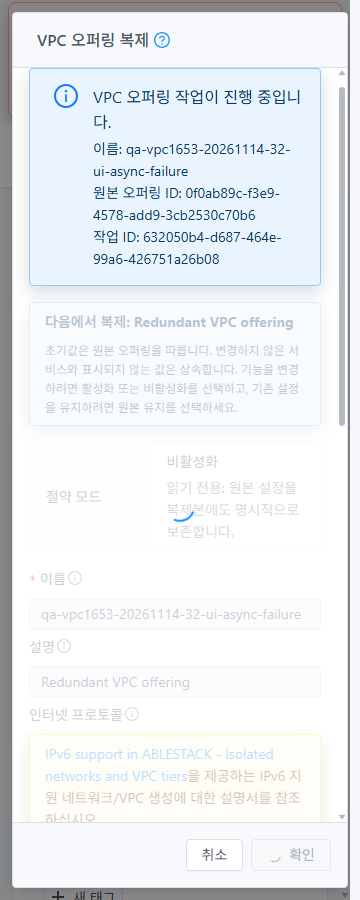 VPC 오퍼링 복제
VPC 오퍼링 작업이 진행 중입니
다.
이름: qa-vpc1653-20261114-32-
ui-async-failure
원본 오퍼링 ID: 0f0ab89c-f3e9-
4578-add9-3cb2530c70b6
작업 ID: 632050b4-d687-464e-
99a6-426751a26b08
다음에서 복제: Redundant VPC offering
초기값은 원본 오퍼링을 따릅니다. 변경하지 않은 서
비스와 표시되지 않는 값은 상속합니다. 기능을 변경
하려면 활성화 또는 비활성화를 선택하고, 기존 설정
을 유지하려면 원본 유지를 선택하세요.
절약 모드
비활성화
읽기 전용: 원본 설정을
복제본에도 명시적으로
보존합니다.
* 이름
qa-vpc1653-20261114-32-ui-async-failure
설명
Redundant VPC offering
인터넷 프로토콜
IPv6 support in ABLESTACK - Isolated
networks and VPC tiers을 제공하는 IPv6 지
원 네트워크/VPC 생성에 대한 설명서를 참조
하십시오
취소
확인
+ 새 태그